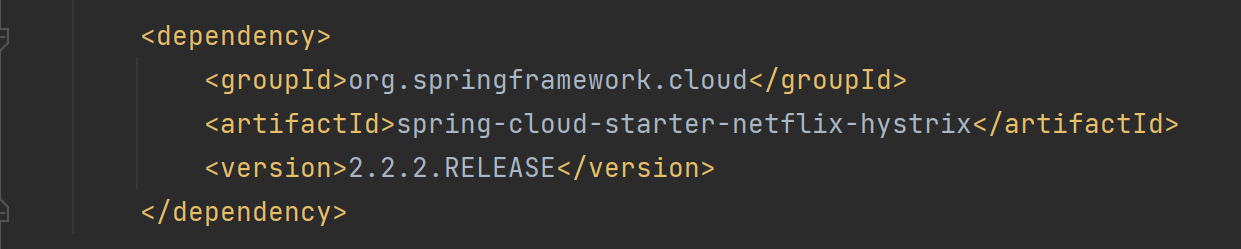 <dependency>
<groupId>org.springframework.cloud</groupId>
<artifactId>spring-cloud-starter-netflix-hystrix</artifactId>
<version>2.2.2.RELEASE</version>
</dependency>